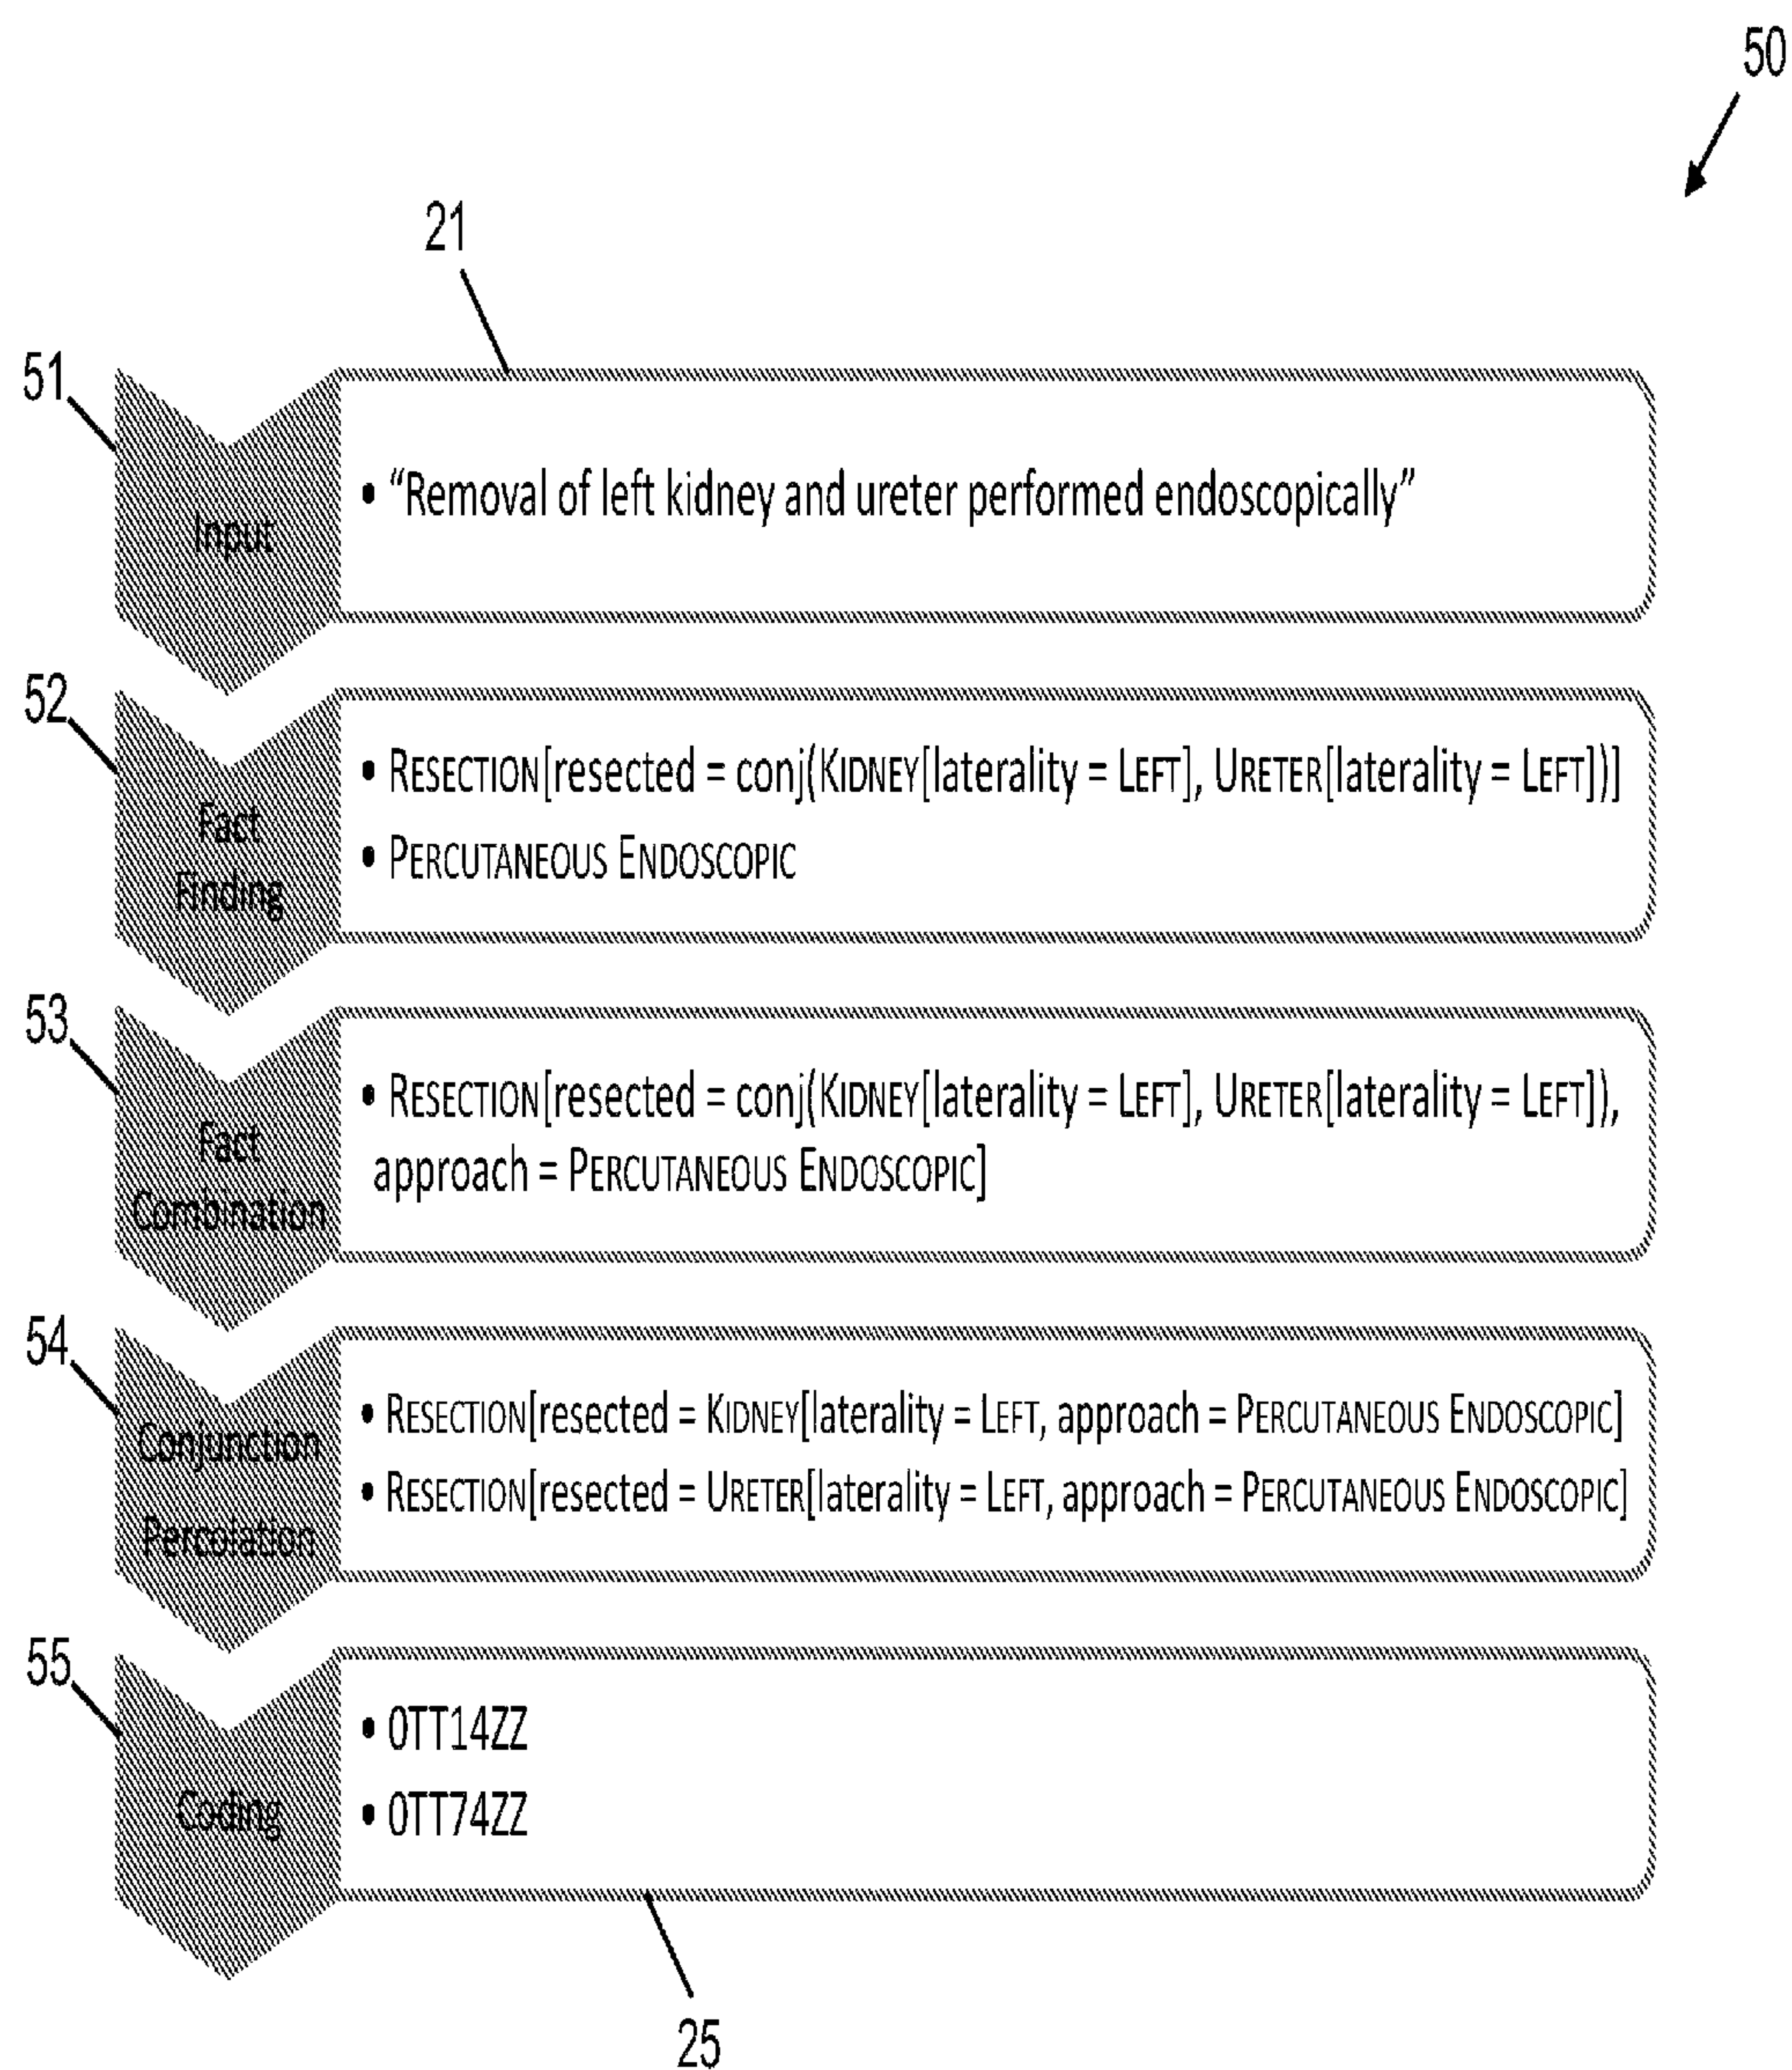 50
21
51
Input
• “Removal of left kidney and ureter performed endoscopically”
52
Fact
Finding
• RESECTION[resected = conj(KIDNEY[laterality = LEFT], URETER[laterality = LEFT])]
• PERCUTANEOUS ENDOSCOPIC
53
Fact
Combination
• RESECTION[resected = conj(KIDNEY[laterality = LEFT], URETER[laterality = LEFT]),
approach = PERCUTANEOUS ENDOSCOPIC]
54
Conjunction
Percolation
• RESECTION[resected = KIDNEY[laterality = LEFT, approach = PERCUTANEOUS ENDOSCOPIC]
• RESECTION[resected = URETER[laterality = LEFT, approach = PERCUTANEOUS ENDOSCOPIC]
55
Coding
• 0TT14ZZ
• 0TT74ZZ
25